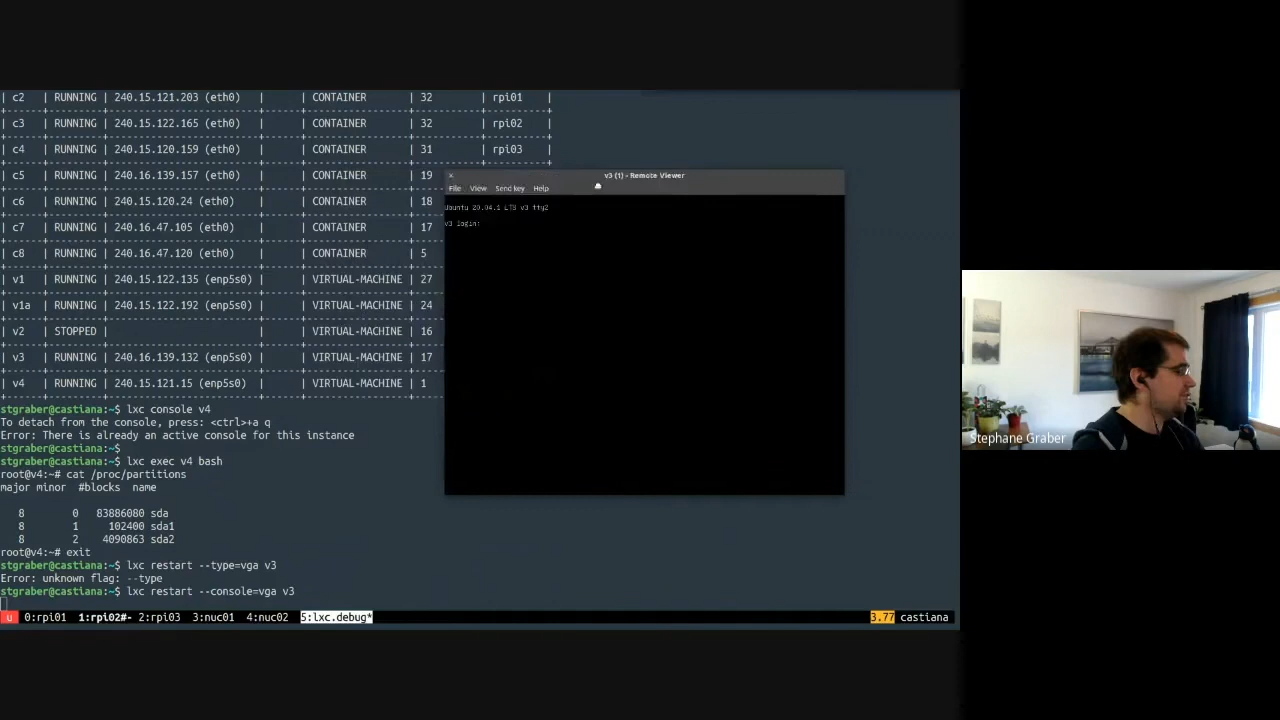 | c2 | RUNNING | 240.15.121.203 (eth0) | | CONTAINER | 32 | rpi01 |
| c3 | RUNNING | 240.15.122.165 (eth0) | | CONTAINER | 32 | rpi02 |
| c4 | RUNNING | 240.15.120.159 (eth0) | | CONTAINER | 31 | rpi03 |
| c5 | RUNNING | 240.16.139.157 (eth0) | | CONTAINER | 19
| c6 | RUNNING | 240.15.120.24 (eth0) | | CONTAINER | 18
| c7 | RUNNING | 240.16.47.105 (eth0) | | CONTAINER | 17
| c8 | RUNNING | 240.16.47.120 (eth0) | | CONTAINER | 5
| v1 | RUNNING | 240.15.122.135 (enp5s0) | | VIRTUAL-MACHINE | 27
| v1a | RUNNING | 240.15.122.192 (enp5s0) | | VIRTUAL-MACHINE | 24
| v2 | STOPPED | | | VIRTUAL-MACHINE | 16
| v3 | RUNNING | 240.16.139.132 (enp5s0) | | VIRTUAL-MACHINE | 17
| v4 | RUNNING | 240.15.121.15 (enp5s0) | | VIRTUAL-MACHINE | 1
stgraber@castiana:~$ lxc console v4
To detach from the console, press: <ctrl>+a q
Error: There is already an active console for this instance
stgraber@castiana:~$
stgraber@castiana:~$ lxc exec v4 bash
root@v4:~# cat /proc/partitions
major minor #blocks name
8 0 83886080 sda
8 1 102400 sda1
8 2 4090863 sda2
root@v4:~# exit
stgraber@castiana:~$ lxc restart --type=vga v3
Error: unknown flag: --type
stgraber@castiana:~$ lxc restart --console=vga v3
u 0:rpi01 1:rpi02#- 2:rpi03 3:nuc01 4:nuc02 5:lxc.debug* 3.77 castiana
v3 (1) - Remote Viewer
File View Send key Help
Ubuntu 20.04.1 LTS v3 tty2
v3 login:
Stephane Graber